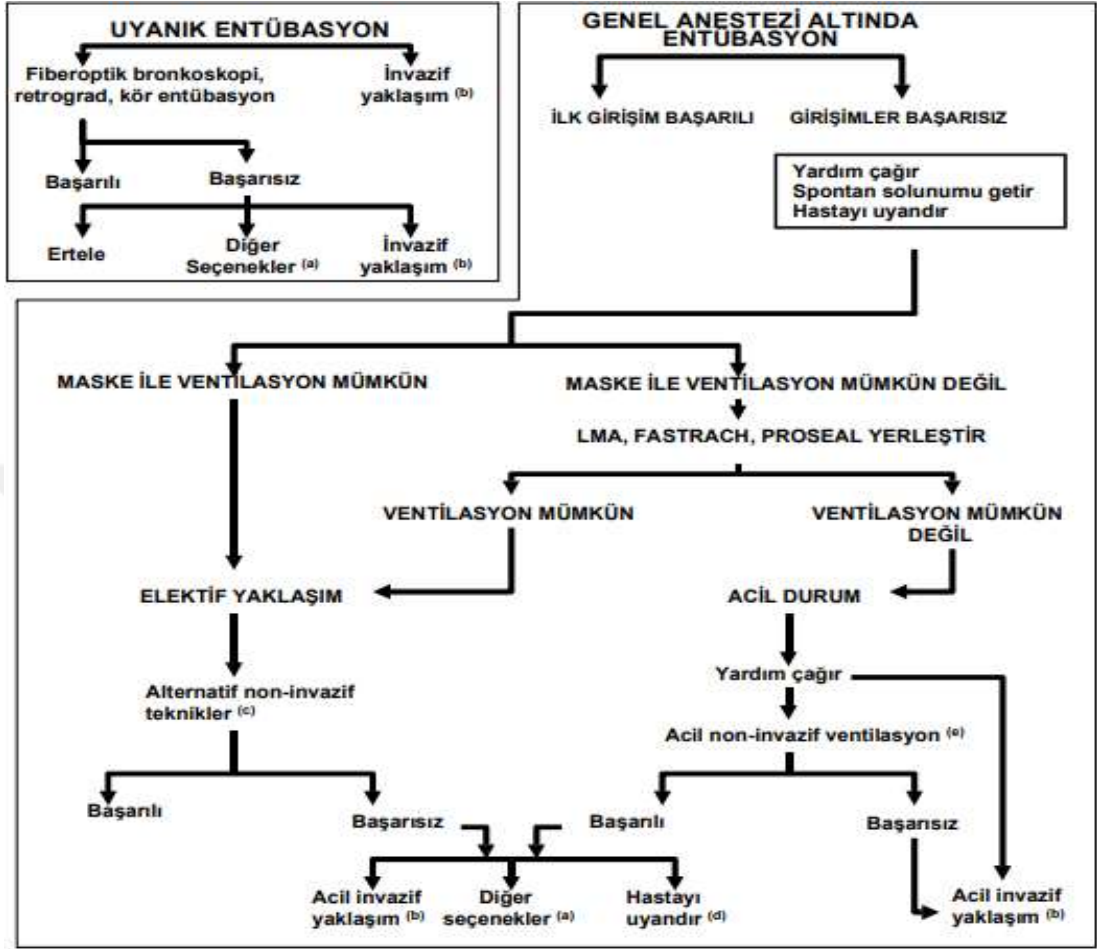 UYANIK ENTÜBASYON
Fiberoptik bronkoskopi,
retrograd, kör entübasyon
İnvazif
yaklaşım (b)
Başarılı
Başarısız
Ertele
Diğer
Seçenekler (a)
İnvazif
yaklaşım (b)
GENEL ANESTEZİ ALTINDA
ENTÜBASYON
İLK GİRİŞİM BAŞARILI
GİRİŞİMLER BAŞARISIZ
Yardım çağır
Spontan solunumu getir
Hastayı uyandır
MASKE İLE VENTILASYON MÜMKÜN
MASKE İLE VENTILASYON MÜMKÜN DEĞİL
LMA, FASTRACH, PROSEAL YERLEŞTİR
VENTİLASYON MÜMKÜN
VENTİLASYON MÜMKÜN
DEĞİL
ELEKTİF YAKLAŞIM
ACİL DURUM
Alternatif non-invazif
teknikler (c)
Yardım çağır
Acil non-invazif ventilasyon (e)
Başarılı
Başarısız
Başarılı
Başarısız
Acil invazif
yaklaşım (b)
Diğer
seçenekler (a)
Hastayı
uyandır (d)
Acil invazif
yaklaşım (b)